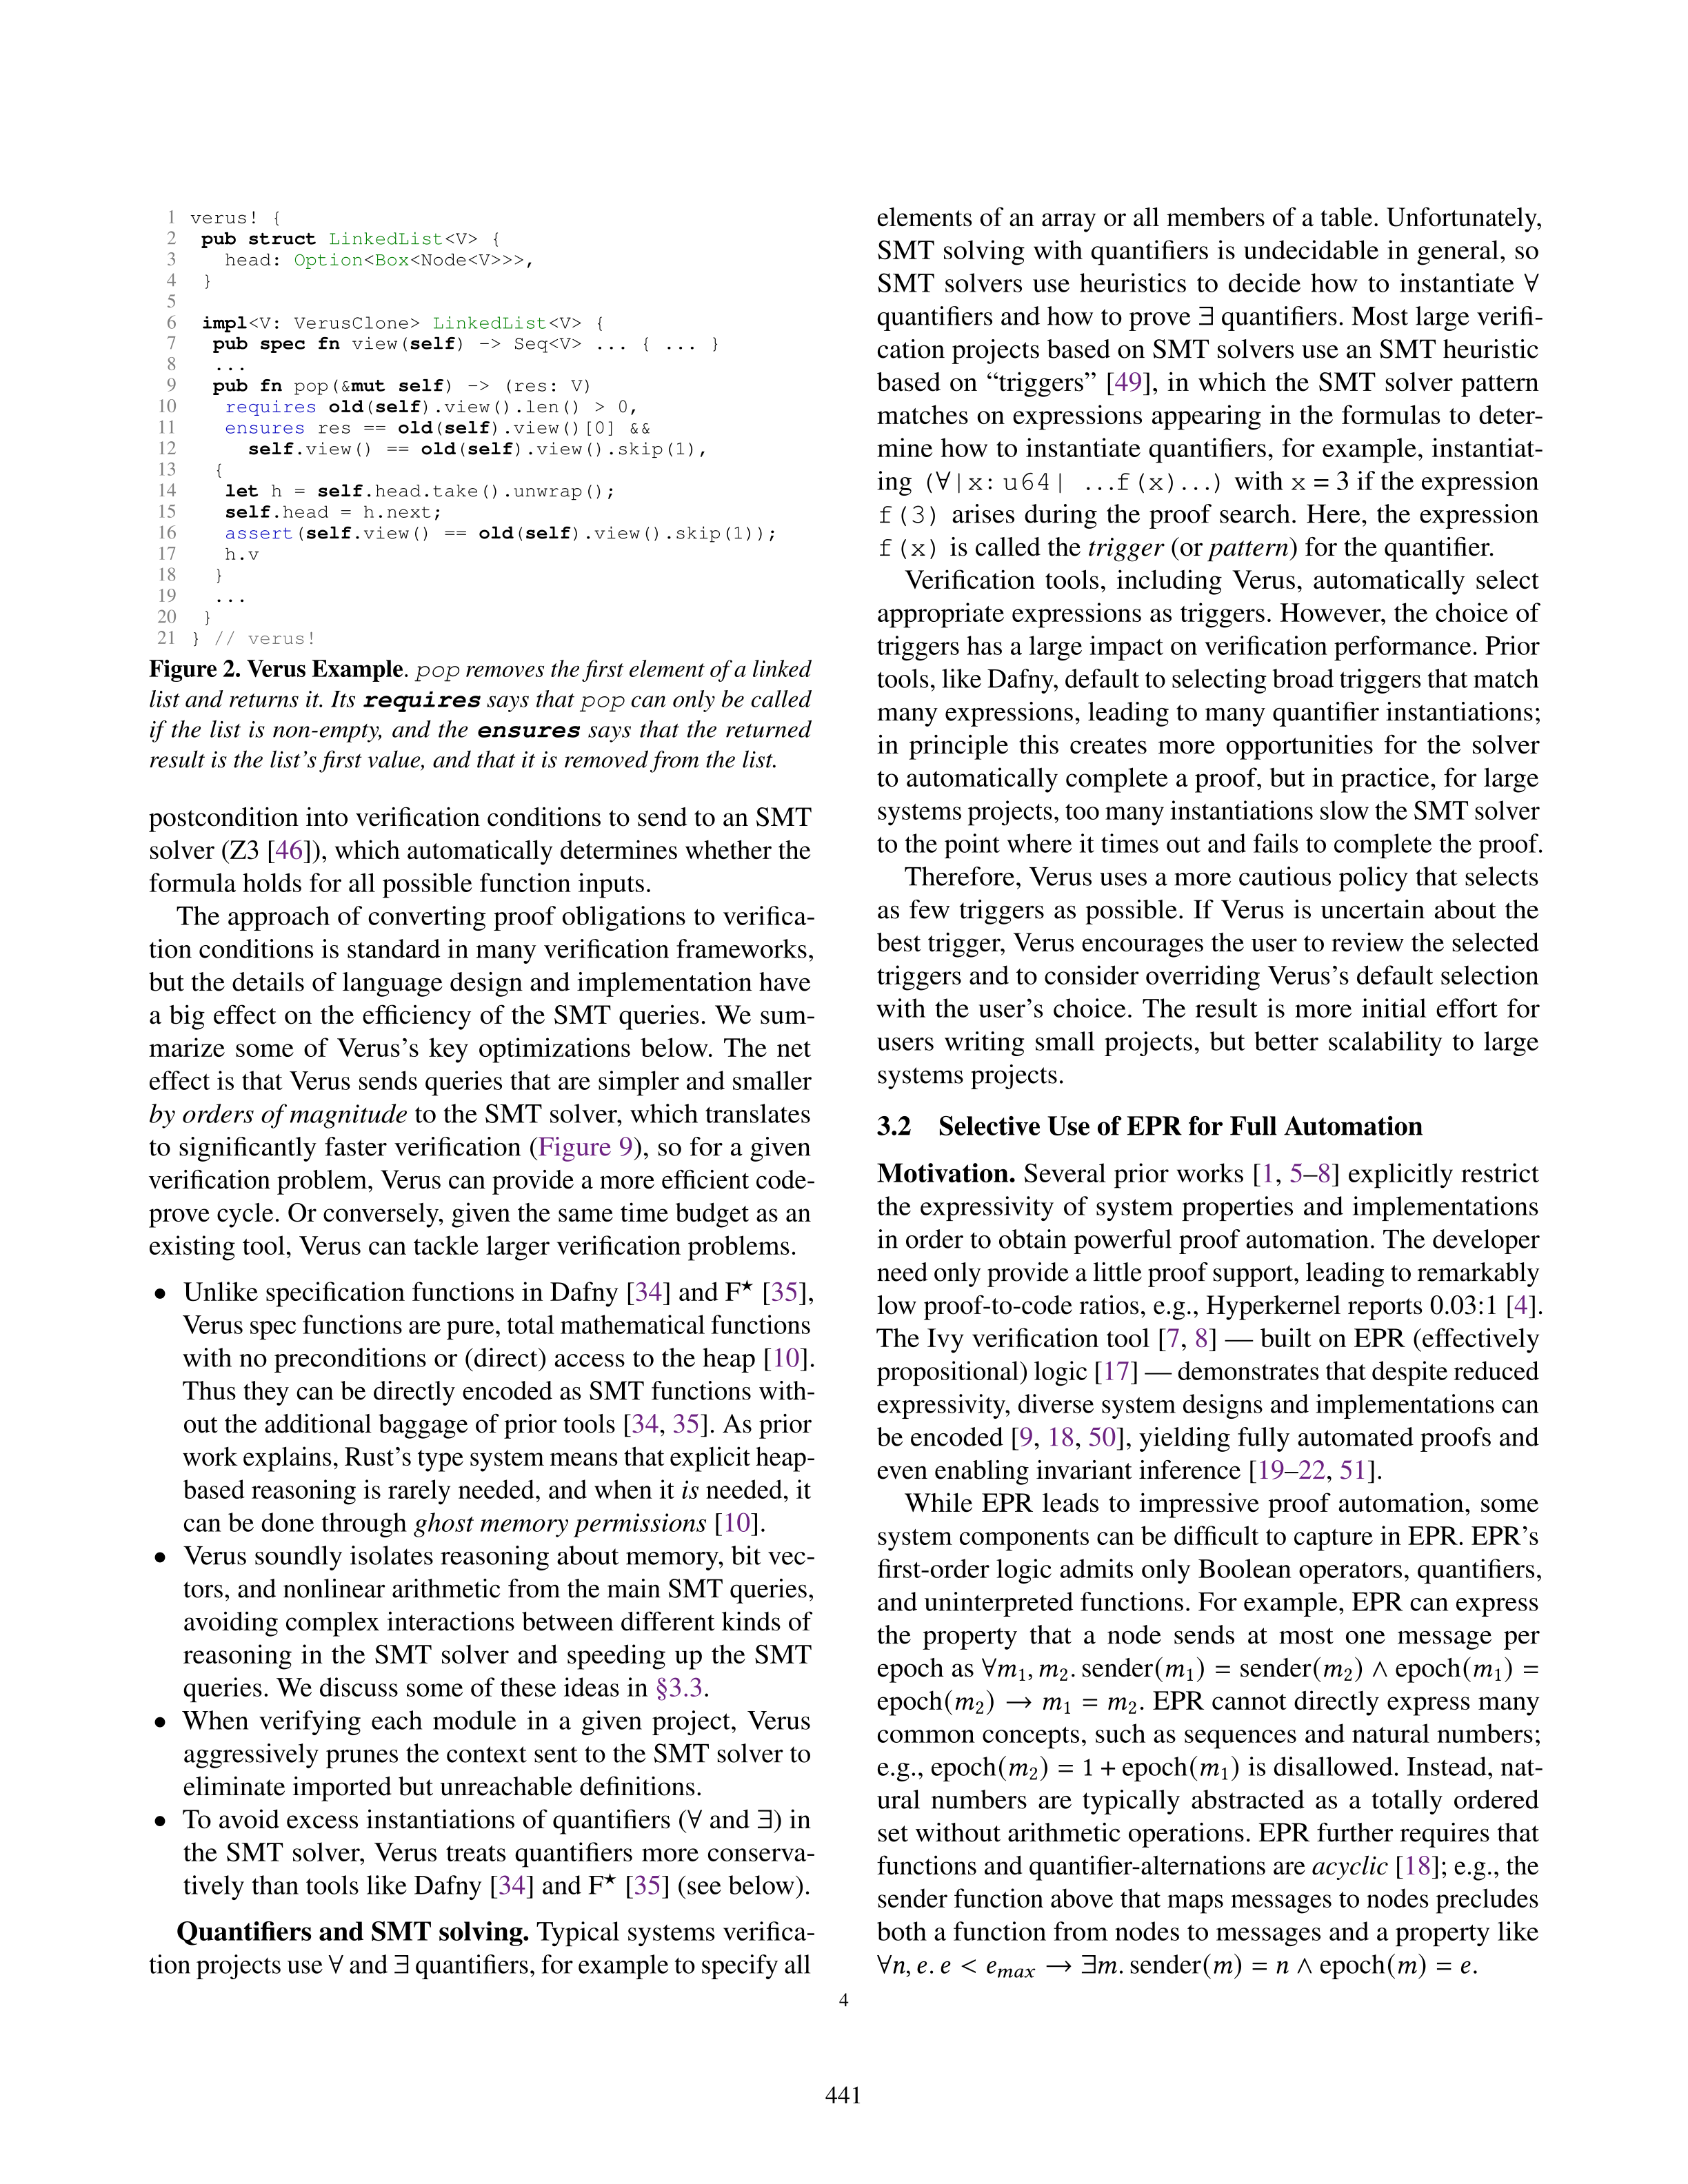 1 verus! {
2 pub struct LinkedList<V> {
3 head: Option<Box<Node<V>>>,
4 }
5
6 impl<V: VerusClone> LinkedList<V> {
7 pub spec fn view(self) -> Seq<V> ... { ... }
8 ...
9 pub fn pop(&mut self) -> (res: V)
10 requires old(self).view().len() > 0,
11 ensures res == old(self).view()[0] &&
12 self.view() == old(self).view().skip(1),
13 {
14 let h = self.head.take().unwrap();
15 self.head = h.next;
16 assert(self.view() == old(self).view().skip(1));
17 h.v
18 }
19 ...
20 }
21 } // verus!
Figure 2. Verus Example. pop removes the first element of a linked
list and returns it. Its requires says that pop can only be called
if the list is non-empty, and the ensures says that the returned
result is the list's first value, and that it is removed from the list.
postcondition into verification conditions to send to an SMT
solver (Z3 [46]), which automatically determines whether the
formula holds for all possible function inputs.
The approach of converting proof obligations to verifica-
tion conditions is standard in many verification frameworks,
but the details of language design and implementation have
a big effect on the efficiency of the SMT queries. We sum-
marize some of Verus's key optimizations below. The net
effect is that Verus sends queries that are simpler and smaller
by orders of magnitude to the SMT solver, which translates
to significantly faster verification (Figure 9), so for a given
verification problem, Verus can provide a more efficient code-
prove cycle. Or conversely, given the same time budget as an
existing tool, Verus can tackle larger verification problems.
• Unlike specification functions in Dafny [34] and F★ [35],
Verus spec functions are pure, total mathematical functions
with no preconditions or (direct) access to the heap [10].
Thus they can be directly encoded as SMT functions with-
out the additional baggage of prior tools [34, 35]. As prior
work explains, Rust's type system means that explicit heap-
based reasoning is rarely needed, and when it is needed, it
can be done through ghost memory permissions [10].
• Verus soundly isolates reasoning about memory, bit vec-
tors, and nonlinear arithmetic from the main SMT queries,
avoiding complex interactions between different kinds of
reasoning in the SMT solver and speeding up the SMT
queries. We discuss some of these ideas in §3.3.
• When verifying each module in a given project, Verus
aggressively prunes the context sent to the SMT solver to
eliminate imported but unreachable definitions.
• To avoid excess instantiations of quantifiers (∀ and ∃) in
the SMT solver, Verus treats quantifiers more conserva-
tively than tools like Dafny [34] and F★ [35] (see below).
Quantifiers and SMT solving. Typical systems verifica-
tion projects use ∀ and ∃ quantifiers, for example to specify all
elements of an array or all members of a table. Unfortunately,
SMT solving with quantifiers is undecidable in general, so
SMT solvers use heuristics to decide how to instantiate ∀
quantifiers and how to prove ∃ quantifiers. Most large verifi-
cation projects based on SMT solvers use an SMT heuristic
based on “triggers” [49], in which the SMT solver pattern
matches on expressions appearing in the formulas to deter-
mine how to instantiate quantifiers, for example, instantiat-
ing (∀|x: u64| ...f(x)...) with x = 3 if the expression
f(3) arises during the proof search. Here, the expression
f(x) is called the trigger (or pattern) for the quantifier.
Verification tools, including Verus, automatically select
appropriate expressions as triggers. However, the choice of
triggers has a large impact on verification performance. Prior
tools, like Dafny, default to selecting broad triggers that match
many expressions, leading to many quantifier instantiations;
in principle this creates more opportunities for the solver
to automatically complete a proof, but in practice, for large
systems projects, too many instantiations slow the SMT solver
to the point where it times out and fails to complete the proof.
Therefore, Verus uses a more cautious policy that selects
as few triggers as possible. If Verus is uncertain about the
best trigger, Verus encourages the user to review the selected
triggers and to consider overriding Verus's default selection
with the user's choice. The result is more initial effort for
users writing small projects, but better scalability to large
systems projects.
3.2 Selective Use of EPR for Full Automation
Motivation. Several prior works [1, 5–8] explicitly restrict
the expressivity of system properties and implementations
in order to obtain powerful proof automation. The developer
need only provide a little proof support, leading to remarkably
low proof-to-code ratios, e.g., Hyperkernel reports 0.03:1 [4].
The Ivy verification tool [7, 8] — built on EPR (effectively
propositional) logic [17] — demonstrates that despite reduced
expressivity, diverse system designs and implementations can
be encoded [9, 18, 50], yielding fully automated proofs and
even enabling invariant inference [19–22, 51].
While EPR leads to impressive proof automation, some
system components can be difficult to capture in EPR. EPR's
first-order logic admits only Boolean operators, quantifiers,
and uninterpreted functions. For example, EPR can express
the property that a node sends at most one message per
epoch as ∀m₁, m₂. sender(m₁) = sender(m₂) ∧ epoch(m₁) =
epoch(m₂) → m₁ = m₂. EPR cannot directly express many
common concepts, such as sequences and natural numbers;
e.g., epoch(m₂) = 1 + epoch(m₁) is disallowed. Instead, nat-
ural numbers are typically abstracted as a totally ordered
set without arithmetic operations. EPR further requires that
functions and quantifier-alternations are acyclic [18]; e.g., the
sender function above that maps messages to nodes precludes
both a function from nodes to messages and a property like
∀n, e. e < e_max → ∃m. sender(m) = n ∧ epoch(m) = e.
4
441